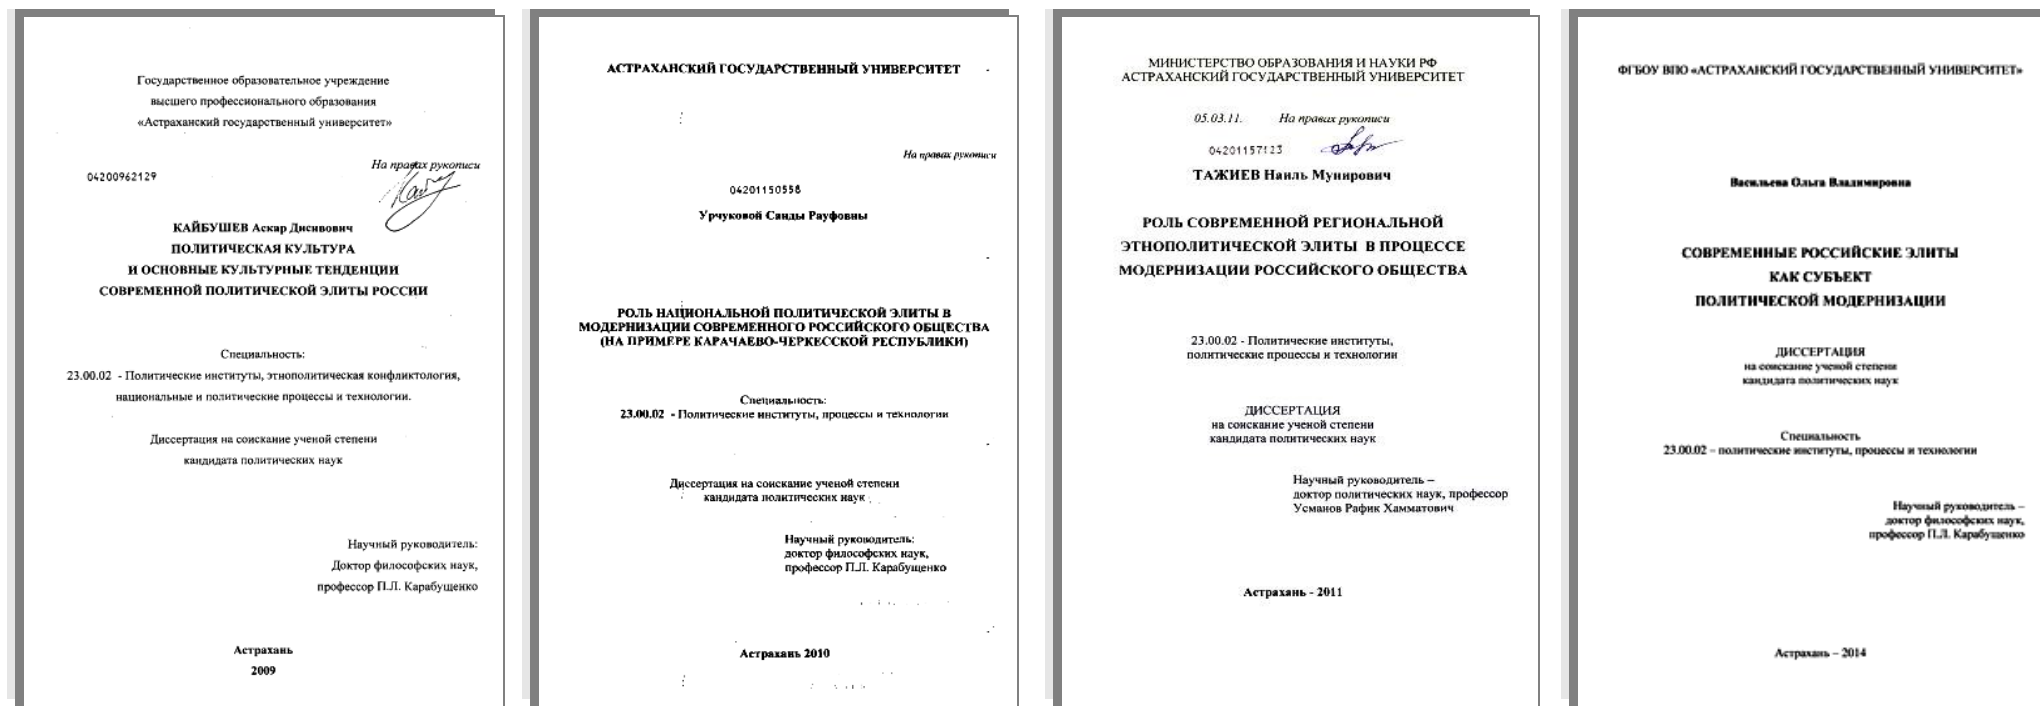 Государственное образовательное учреждение
высшего профессионального образования
«Астраханский государственный университет»
На правах рукописи
04200962129
КАЙБУШЕВ Аскар Дисивович
ПОЛИТИЧЕСКАЯ КУЛЬТУРА
И ОСНОВНЫЕ КУЛЬТУРНЫЕ ТЕНДЕНЦИИ
СОВРЕМЕННОЙ ПОЛИТИЧЕСКОЙ ЭЛИТЫ РОССИИ
Специальность:
23.00.02 - Политические институты, этнополитическая конфликтология,
национальные и политические процессы и технологии.
Диссертация на соискание ученой степени
кандидата политических наук
Научный руководитель:
Доктор философских наук,
профессор П.Л. Карабущенко
Астрахань
2009
АСТРАХАНСКИЙ ГОСУДАРСТВЕННЫЙ УНИВЕРСИТЕТ
На правах рукописи
04201150558
Урчуковой Санды Рауфовны
РОЛЬ НАЦИОНАЛЬНОЙ ПОЛИТИЧЕСКОЙ ЭЛИТЫ В
МОДЕРНИЗАЦИИ СОВРЕМЕННОГО РОССИЙСКОГО ОБЩЕСТВА
(НА ПРИМЕРЕ КАРАЧАЕВО-ЧЕРКЕССКОЙ РЕСПУБЛИКИ)
Специальность:
23.00.02 - Политические институты, процессы и технологии
Диссертация на соискание ученой степени
кандидата политических наук
Научный руководитель:
доктор философских наук,
профессор П.Л. Карабущенко
Астрахань 2010
МИНИСТЕРСТВО ОБРАЗОВАНИЯ И НАУКИ РФ
АСТРАХАНСКИЙ ГОСУДАРСТВЕННЫЙ УНИВЕРСИТЕТ
05.03.11. На правах рукописи
04201157123
ТАЖИЕВ Наиль Мунирович
РОЛЬ СОВРЕМЕННОЙ РЕГИОНАЛЬНОЙ
ЭТНОПОЛИТИЧЕСКОЙ ЭЛИТЫ В ПРОЦЕССЕ
МОДЕРНИЗАЦИИ РОССИЙСКОГО ОБЩЕСТВА
23.00.02 - Политические институты,
политические процессы и технологии
ДИССЕРТАЦИЯ
на соискание ученой степени
кандидата политических наук
Научный руководитель –
доктор политических наук, профессор
Усманов Рафик Хамматович
Астрахань - 2011
ФГБОУ ВПО «АСТРАХАНСКИЙ ГОСУДАРСТВЕННЫЙ УНИВЕРСИТЕТ»
Васильева Ольга Владимировна
СОВРЕМЕННЫЕ РОССИЙСКИЕ ЭЛИТЫ
КАК СУБЪЕКТ
ПОЛИТИЧЕСКОЙ МОДЕРНИЗАЦИИ
ДИССЕРТАЦИЯ
на соискание ученой степени
кандидата политических наук
Специальность
23.00.02 – политические институты, процессы и технологии
Научный руководитель –
доктор философских наук,
профессор П.Л. Карабущенко
Астрахань – 2014